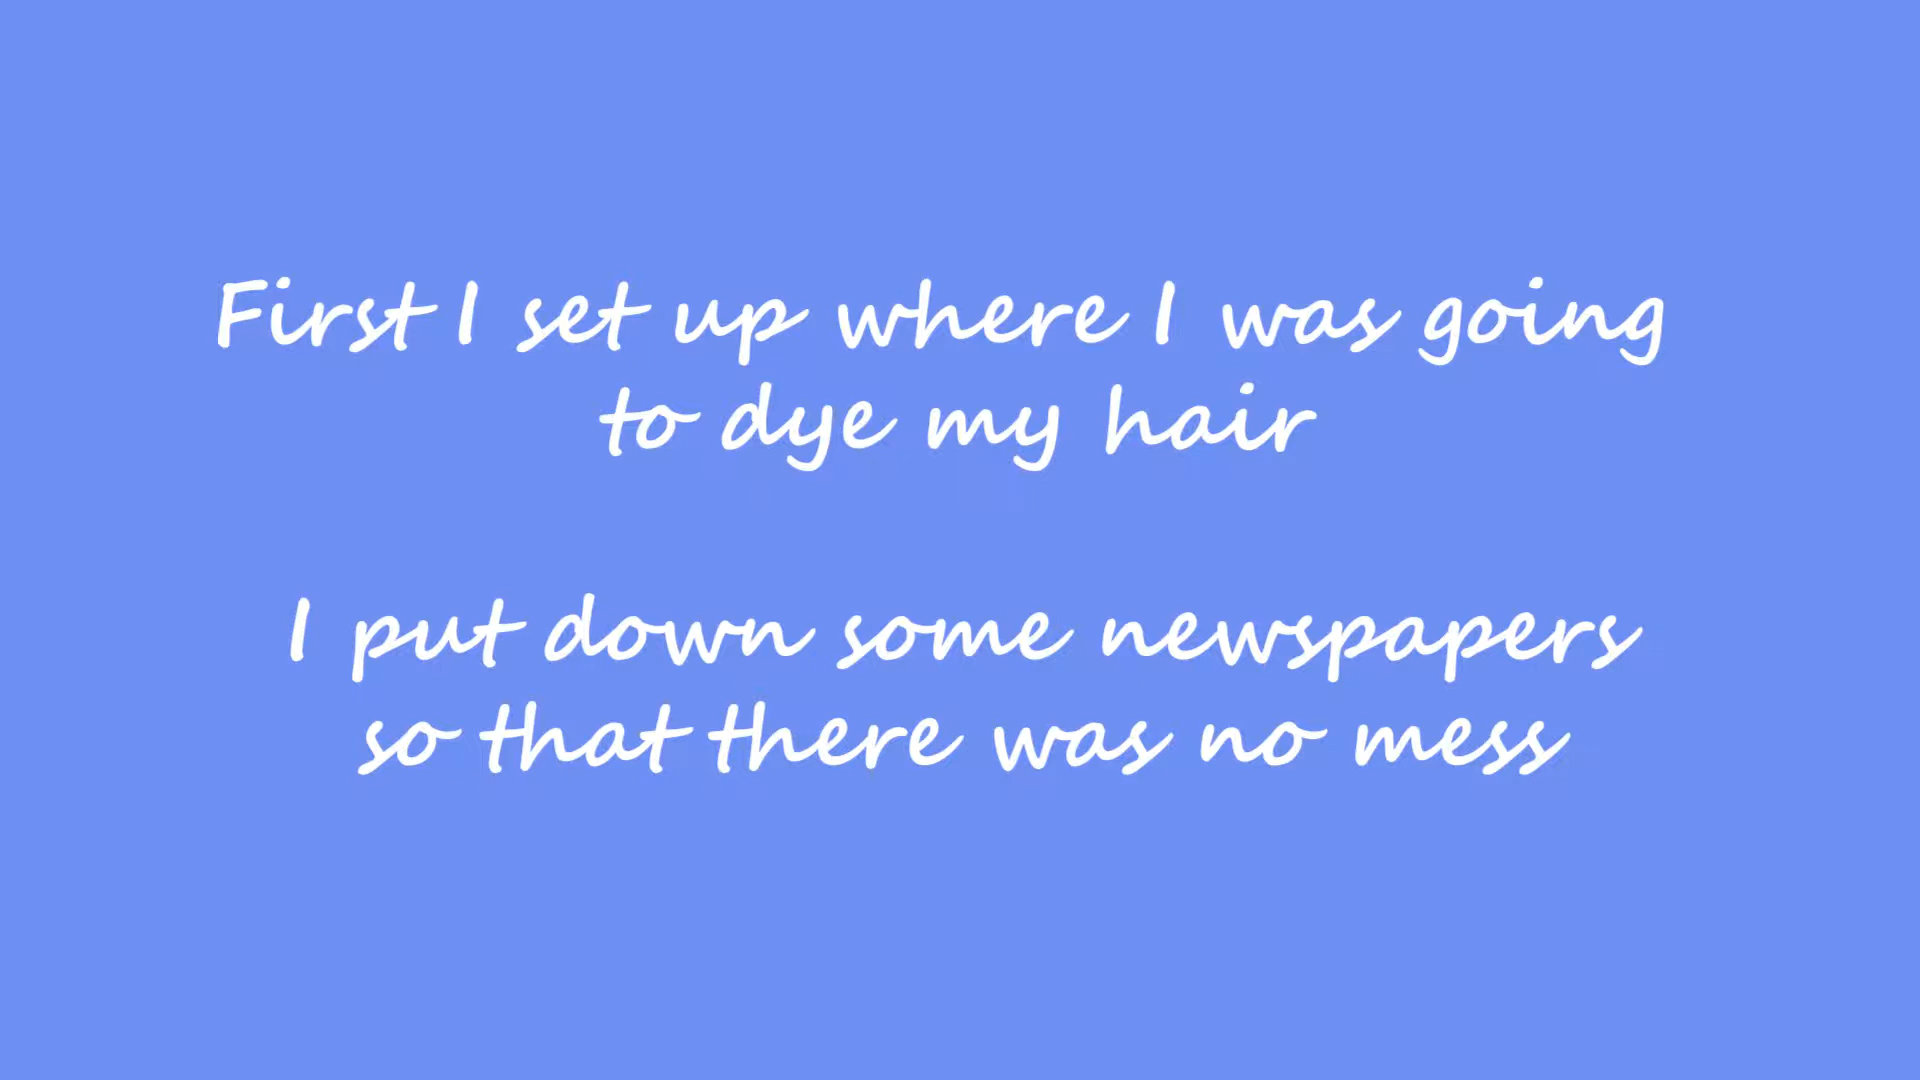 First I set up where I was going
to dye my hair
I put down some newspapers
so that there was no mess